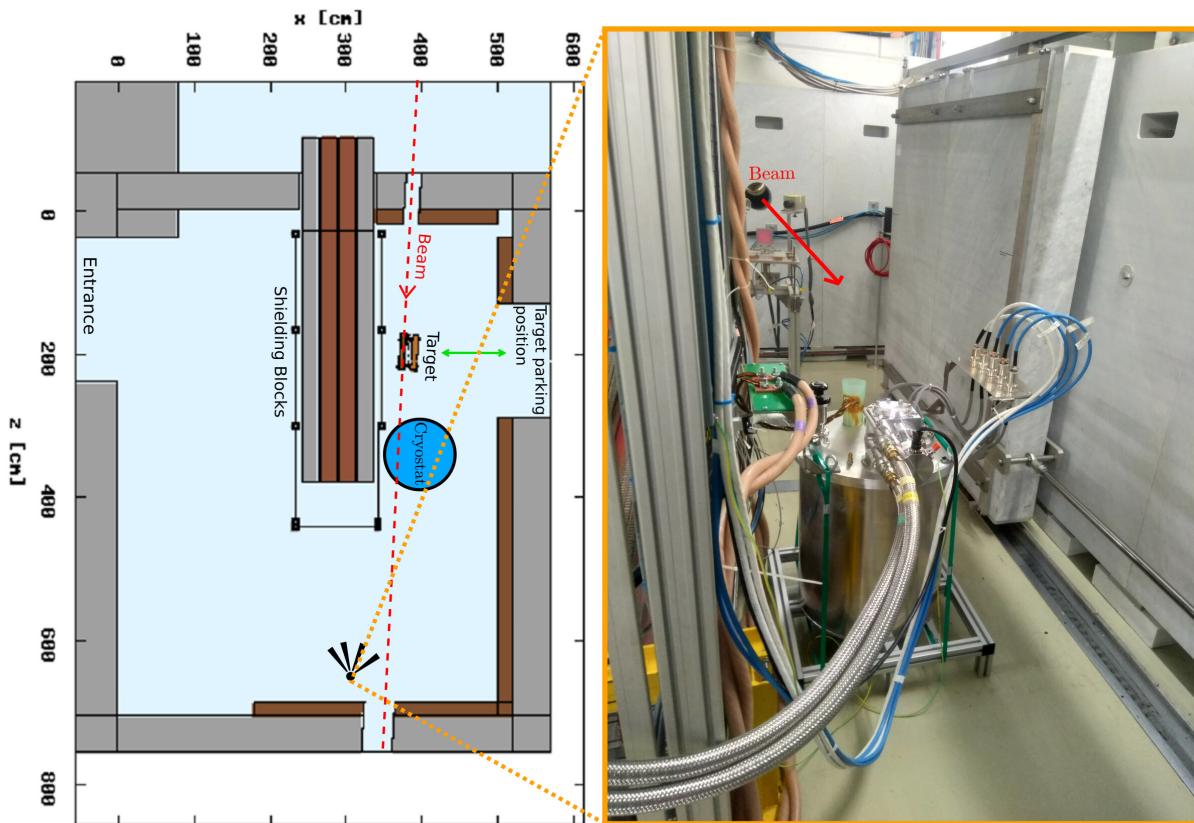 x [cm]
0
100
200
300
400
500
600
0
200
400
600
800
z [cm]
Entrance
Shielding Blocks
Beam
Target
Target parking
position
Cryostat
Beam